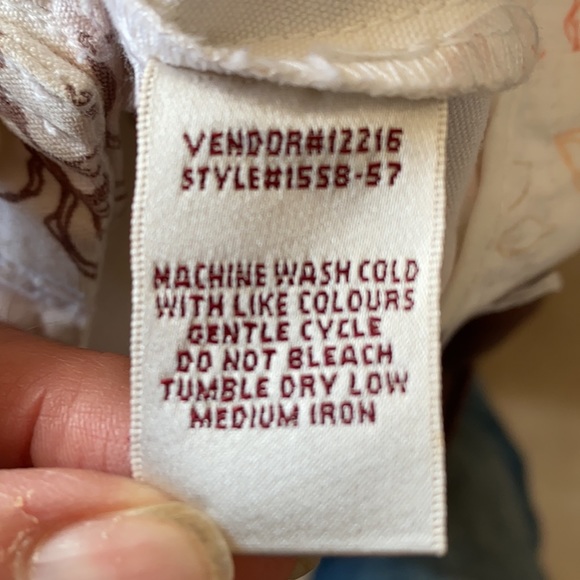 VENDOR#12216
STYLE#1558-57
MACHINE WASH COLD
WITH LIKE COLOURS
GENTLE CYCLE
DO NOT BLEACH
TUMBLE DRY LOW
MEDIUM IRON